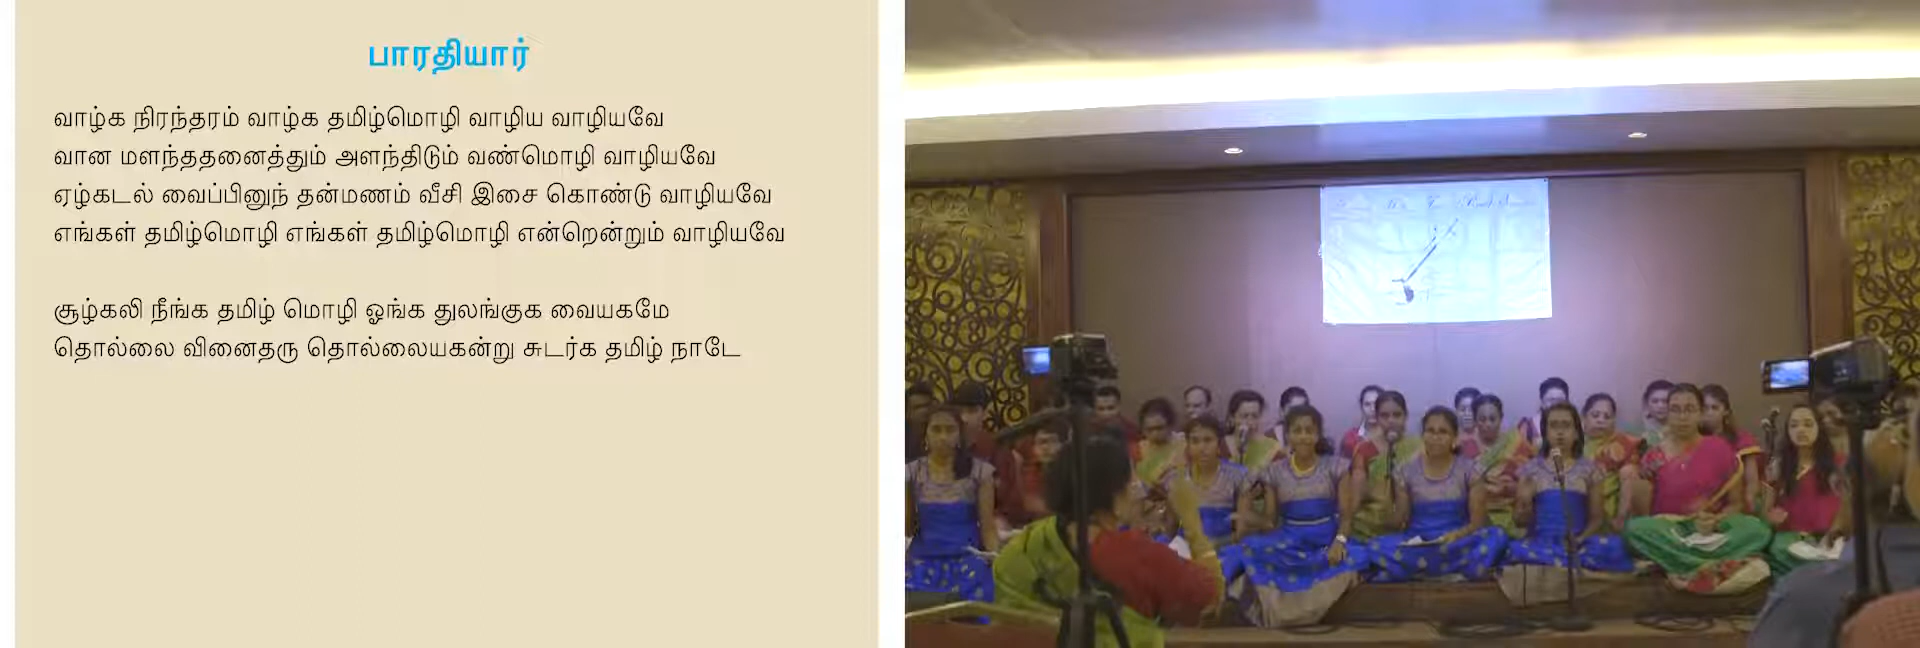 பாரதியார்
வாழ்க நிரந்தரம் வாழ்க தமிழ்மொழி வாழிய வாழியவே
வான மளந்ததனைத்தும் அளந்திடும் வண்மொழி வாழியவே
ஏழ்கடல் வைப்பினுந் தன்மணம் வீசி இசை கொண்டு வாழியவே
எங்கள் தமிழ்மொழி எங்கள் தமிழ்மொழி என்றென்றும் வாழியவே
சூழ்கலி நீங்க தமிழ் மொழி ஓங்க துலங்குக வையகமே
தொல்லை வினைதரு தொல்லையகன்று சுடர்க தமிழ் நாடே